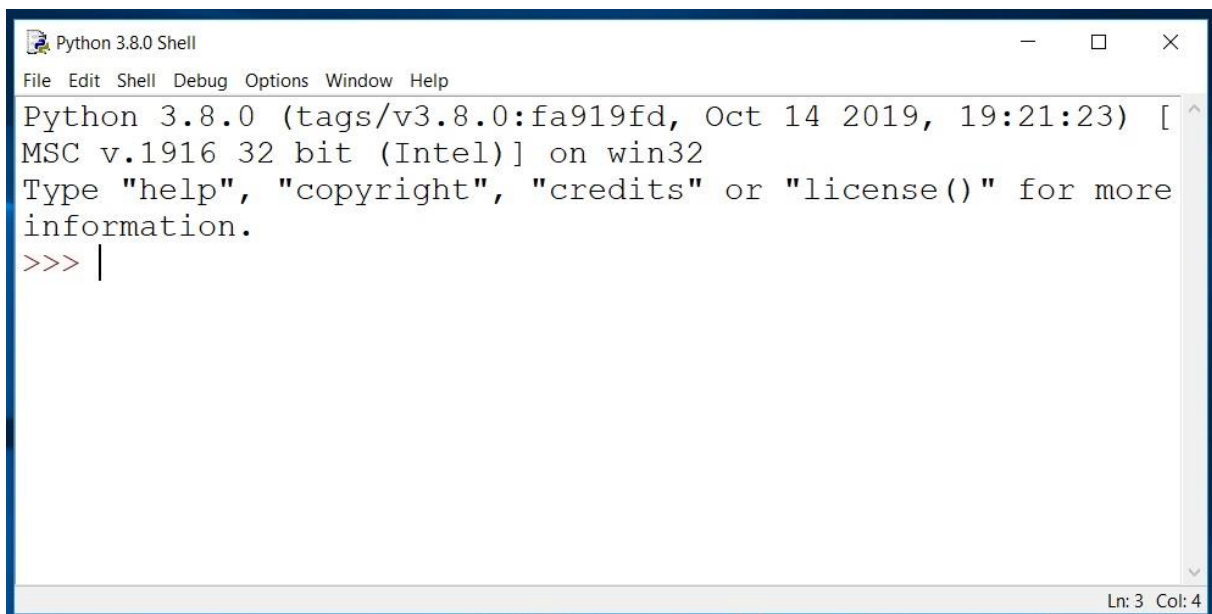 Python 3.8.0 Shell
File Edit Shell Debug Options Window Help
Python 3.8.0 (tags/v3.8.0:fa919fd, Oct 14 2019, 19:21:23) [
MSC v.1916 32 bit (Intel)] on win32
Type "help", "copyright", "credits" or "license()" for more
information.
>>>
Ln: 3 Col: 4